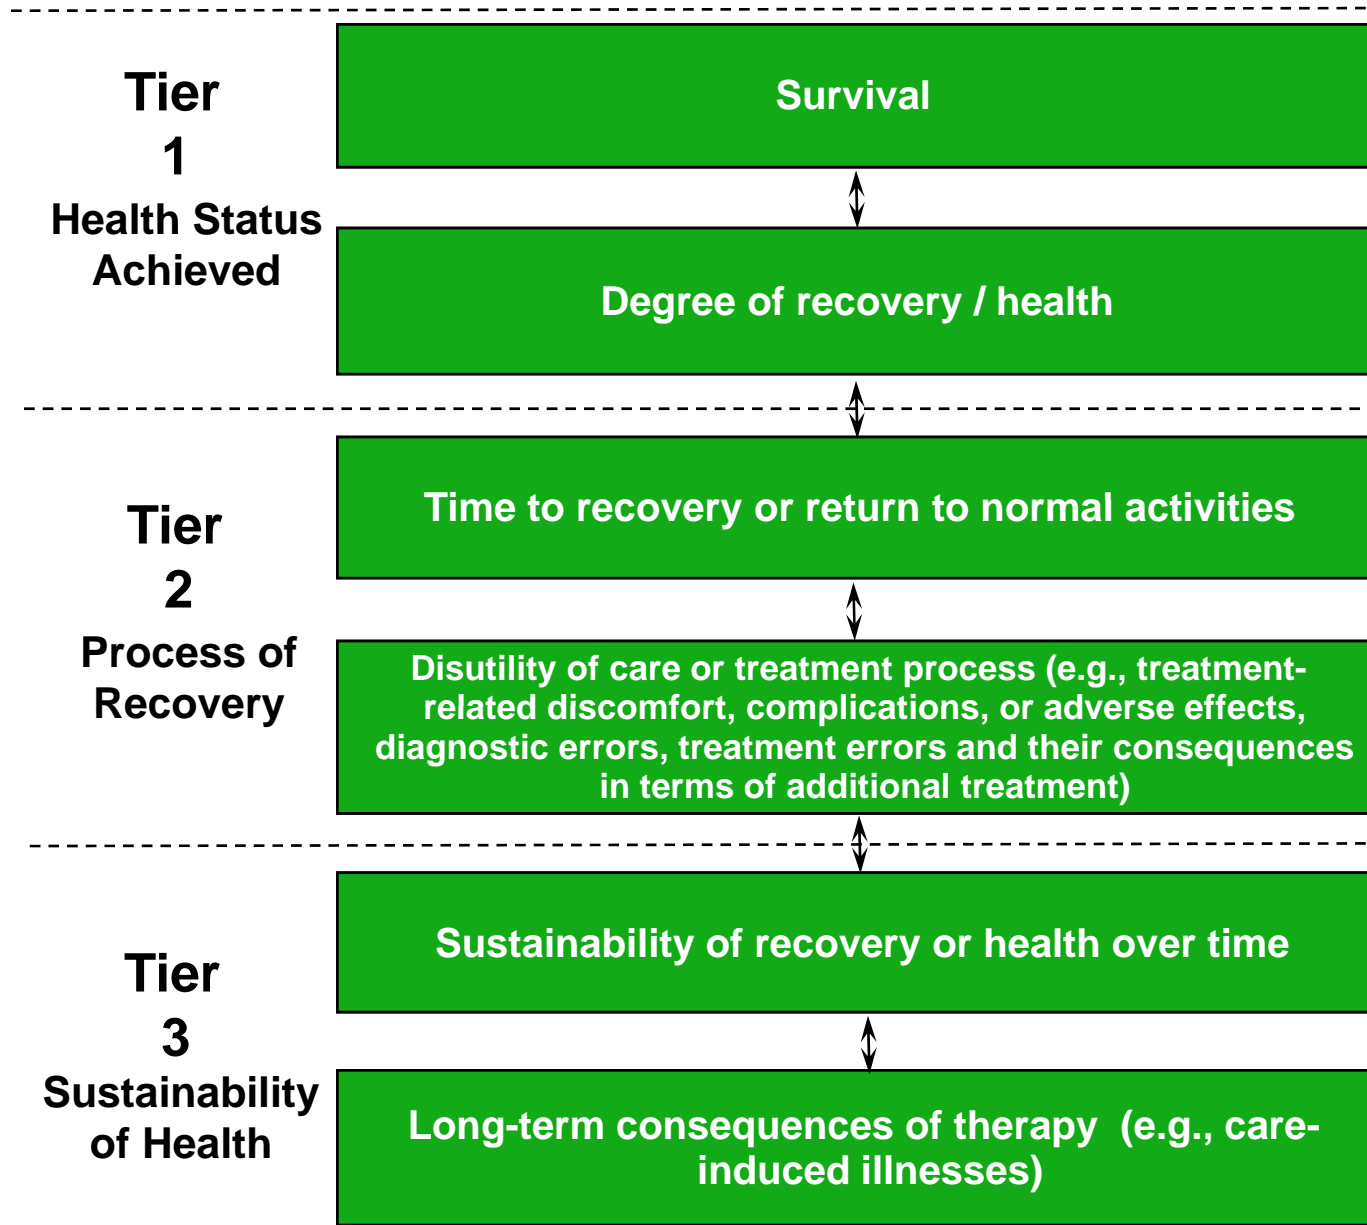 Tier
1
Health Status
Achieved
Survival
Degree of recovery / health
Tier
2
Process of
Recovery
Time to recovery or return to normal activities
Disutility of care or treatment process (e.g., treatment-
related discomfort, complications, or adverse effects,
diagnostic errors, treatment errors and their consequences
in terms of additional treatment)
Tier
3
Sustainability
of Health
Sustainability of recovery or health over time
Long-term consequences of therapy  (e.g., care-
induced illnesses)